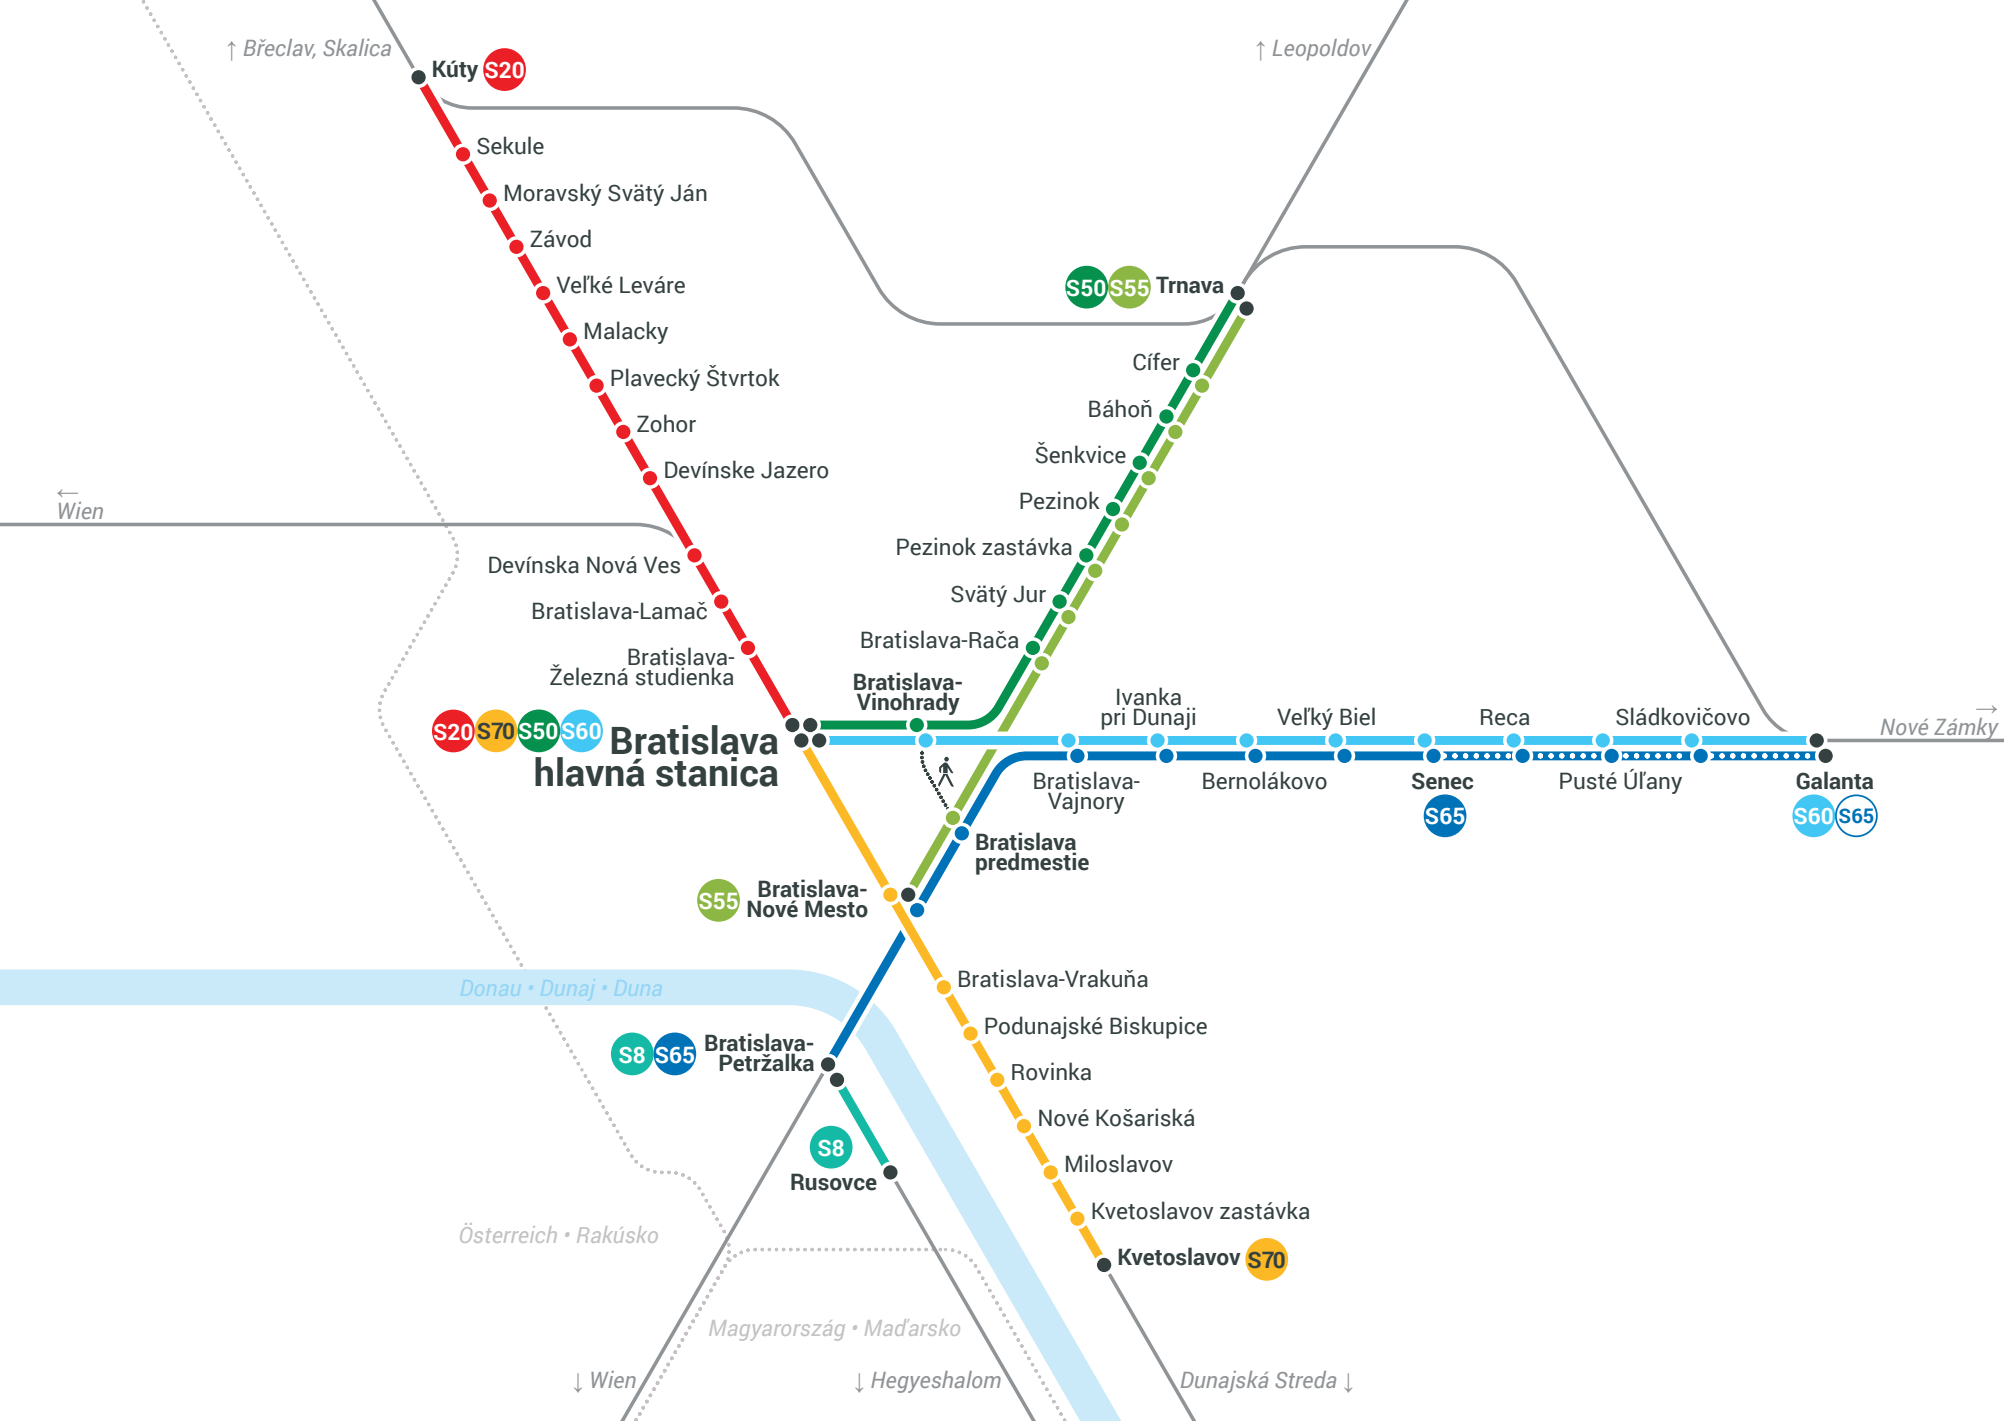 ↑ Břeclav, Skalica
Kúty S20
↑ Leopoldov
Sekule
Moravský Svätý Ján
Závod
Veľké Leváre
Malacky
Plavecký Štvrtok
Zohor
Devínske Jazero
←
Wien
Devínska Nová Ves
Bratislava-Lamač
Bratislava-
Železná studienka
S50 S55 Trnava
Cífer
Báhoň
Šenkvice
Pezinok
Pezinok zastávka
Svätý Jur
Bratislava-Rača
Bratislava-
Vinohrady
S20 S70 S50 S60
Bratislava
hlavná stanica
Ivanka
pri Dunaji
Veľký Biel
Reca
Sládkovičovo
→
Nové Zámky
Bratislava-
Vajnory
Bernolákovo
Senec
S65
Pusté Úľany
Galanta
S60 S65
Bratislava
predmestie
S55
Bratislava-
Nové Mesto
Bratislava-Vrakuňa
Donau • Dunaj • Duna
Podunajské Biskupice
S8 S65
Bratislava-
Petržalka
Rovinka
Nové Košariská
S8
Rusovce
Miloslavov
Kvetoslavov zastávka
Kvetoslavov S70
Österreich • Rakúsko
Magyarország • Maďarsko
↓ Wien
↓ Hegyeshalom
Dunajská Streda ↓